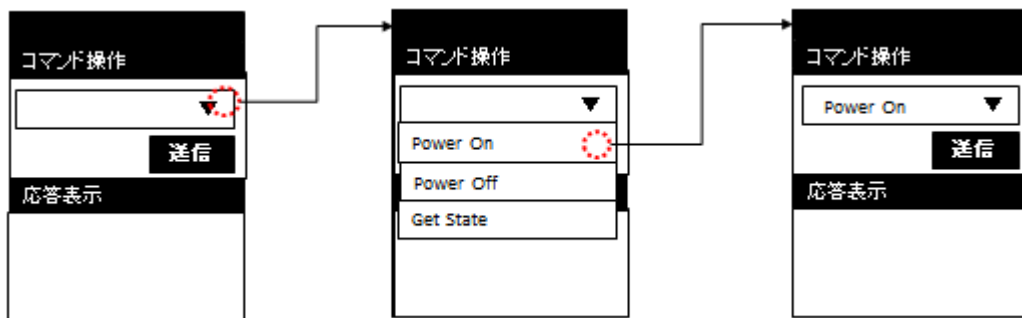 コマンド操作
送信
応答表示
コマンド操作
Power On
Power Off
Get State
コマンド操作
Power On
送信
応答表示